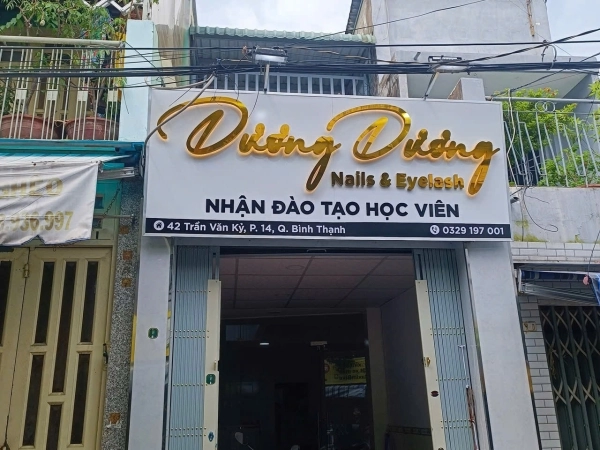 Dương Dương
Nails & Eyelash
NHẬN ĐÀO TẠO HỌC VIÊN
42 Trần Văn Kỷ, P. 14, Q. Bình Thạnh
0329 197 001